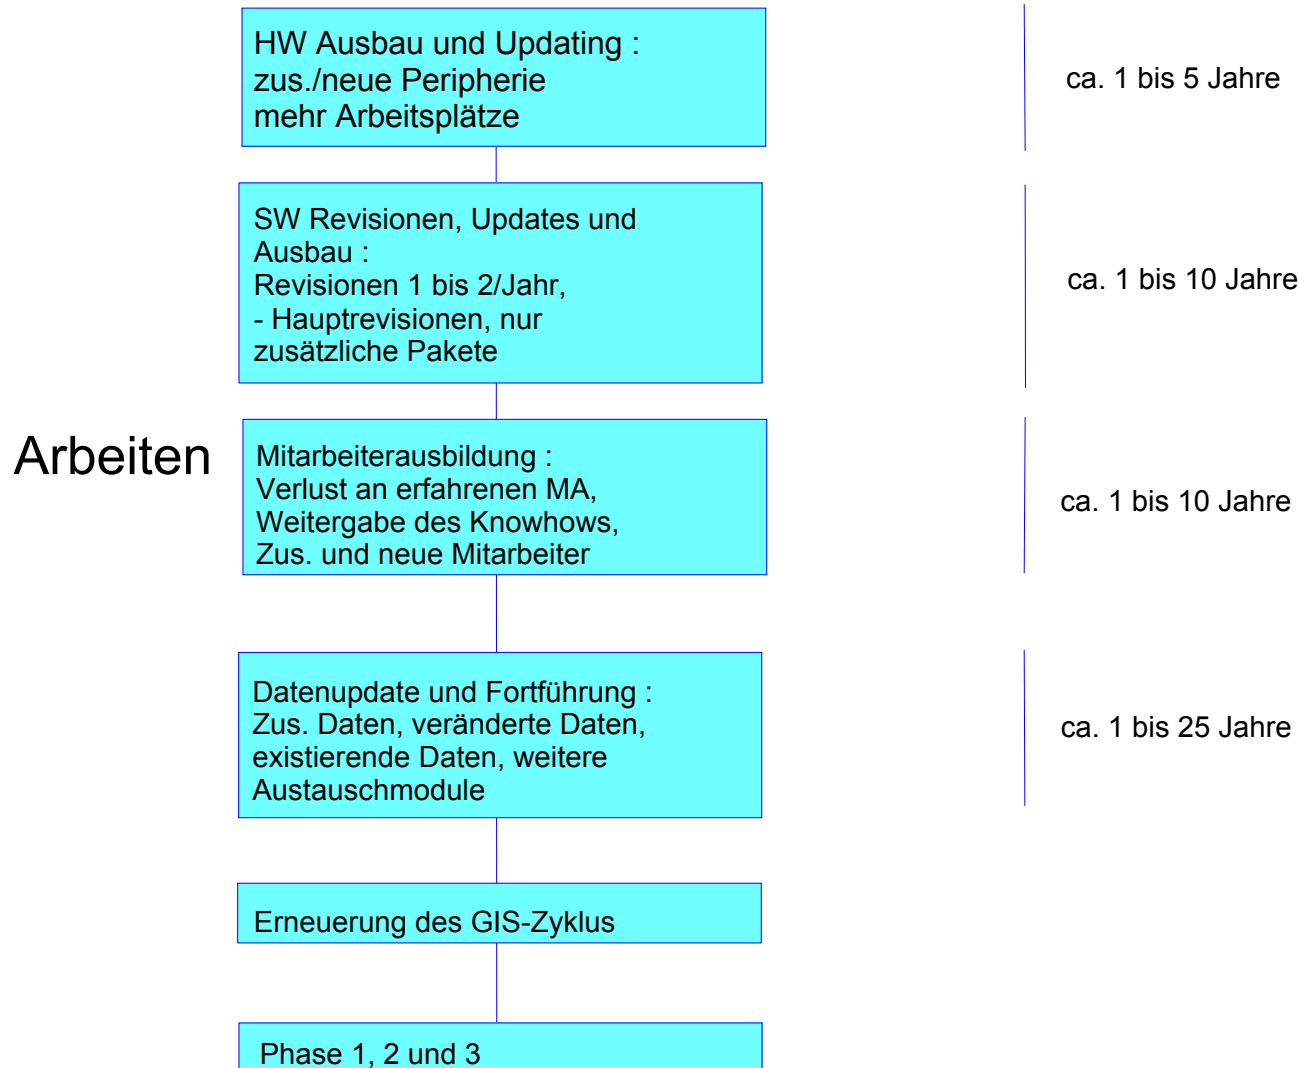 HW Ausbau und Updating :
zus./neue Peripherie
mehr Arbeitsplätze
ca. 1 bis 5 Jahre
SW Revisionen, Updates und
Ausbau :
Revisionen 1 bis 2/Jahr,
- Hauptrevisionen, nur
zusätzliche Pakete
ca. 1 bis 10 Jahre
Arbeiten
Mitarbeiterausbildung :
Verlust an erfahrenen MA,
Weitergabe des Knowhows,
Zus. und neue Mitarbeiter
ca. 1 bis 10 Jahre
Datenupdate und Fortführung :
Zus. Daten, veränderte Daten,
existierende Daten, weitere
Austauschmodule
ca. 1 bis 25 Jahre
Erneuerung des GIS-Zyklus
Phase 1, 2 und 3